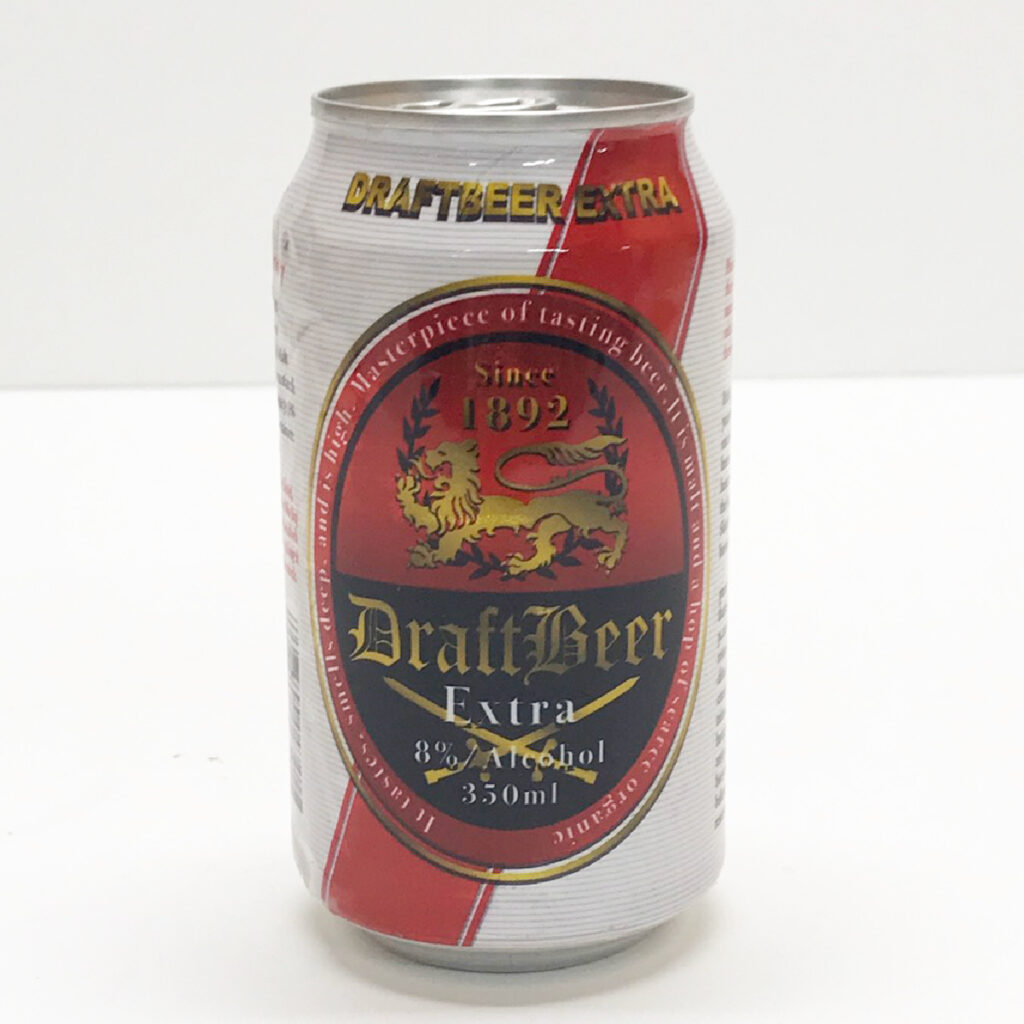 DRAFTBEER EXTRA
It tastes, smells deep, and is high. Masterpiece of tasting beer. It is malt and a hop of scarce organic
Since
1892
DraftBeer
Extra
8%/Alcohol
350ml